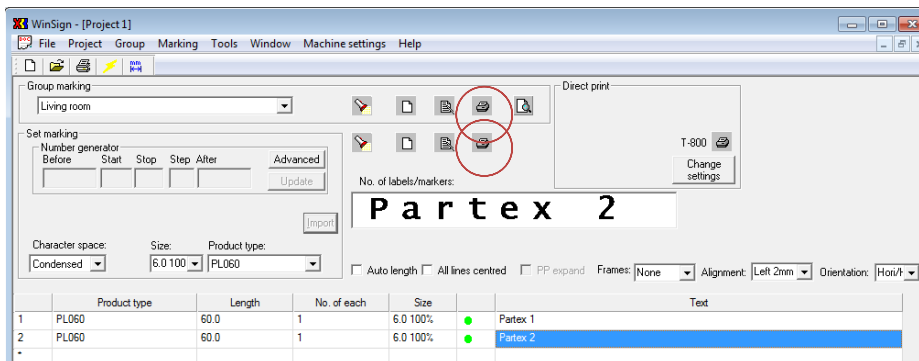 WinSign - [Project 1]
File Project Group Marking Tools Window Machine settings Help
mm
Group marking
Living room
Direct print
T-800
Change settings
Set marking
Number generator
Before Start Stop Step After
Advanced
Update
Import
No. of labels/markers:
Partex 2
Character space: Size: Product type:
Condensed 6.0 100 PL060
Auto length All lines centred PP expand Frames: None Alignment: Left 2mm Orientation: Hori/
Product type Length No. of each Size Text
1 PL060 60.0 1 6.0 100% Partex 1
2 PL060 60.0 1 6.0 100% Partex 2
*